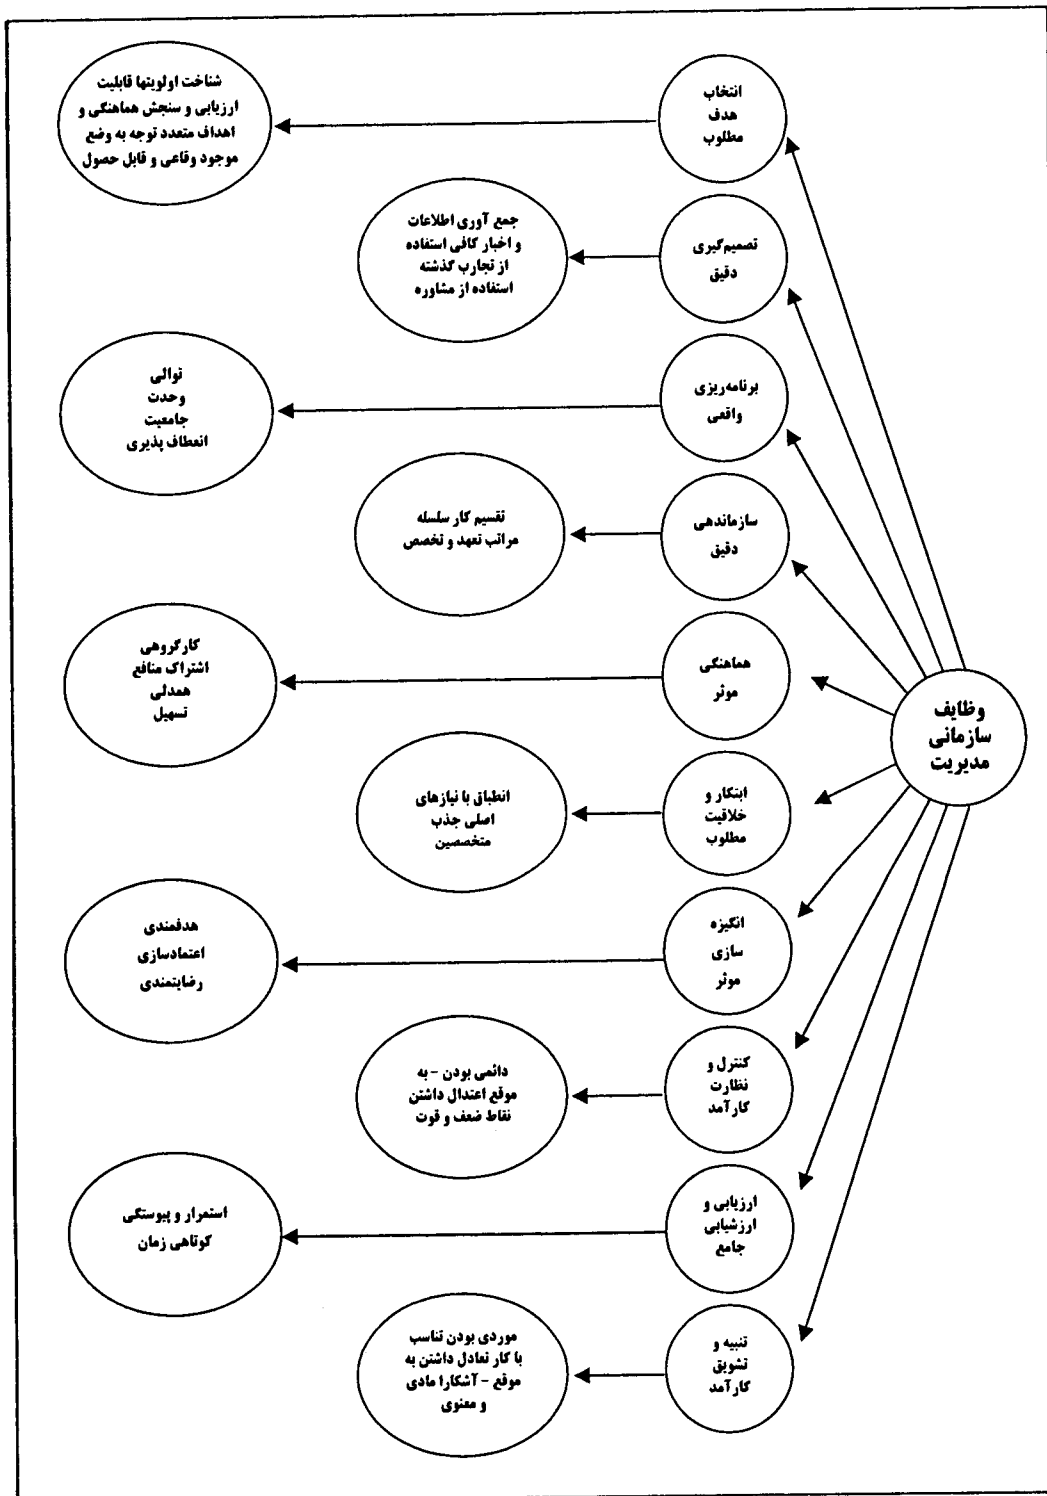 وظایف
سازمانی
مدیریت
انتخاب
هدف
مطلوب
شناخت اولویتها قابلیت
ارزیابی و سنجش هماهنگی و
اهداف متعدد توجه به وضع
موجود وقاعی و قابل حصول
تصمیم‌گیری
دقیق
جمع آوری اطلاعات
و اخبار کافی استفاده
از تجارب گذشته
استفاده از مشاوره
برنامه‌ریزی
واقعی
توالی
وحدت
جامعیت
انعطاف پذیری
سازماندهی
دقیق
تقسیم کار سلسله
مراتب تعهد و تخصص
هماهنگی
موثر
کارگروهی
اشتراک منافع
همدلی
تسهیل
ابتکار و
خلاقیت
مطلوب
انطباق با نیازهای
اصلی جذب
متخصصین
انگیزه
سازی
موثر
هدفمندی
اعتمادسازی
رضایتمندی
کنترل و
نظارت
کارآمد
دائمی بودن – به
موقع اعتدال داشتن
نقاط ضعف و قوت
ارزیابی و
ارزشیابی
جامع
استمرار و پیوستگی
کوتاهی زمان
تنبیه و
تشویق
کارآمد
موردی بودن تناسب
با کار تعادل داشتن به
موقع – آشکارا مادی
و معنوی